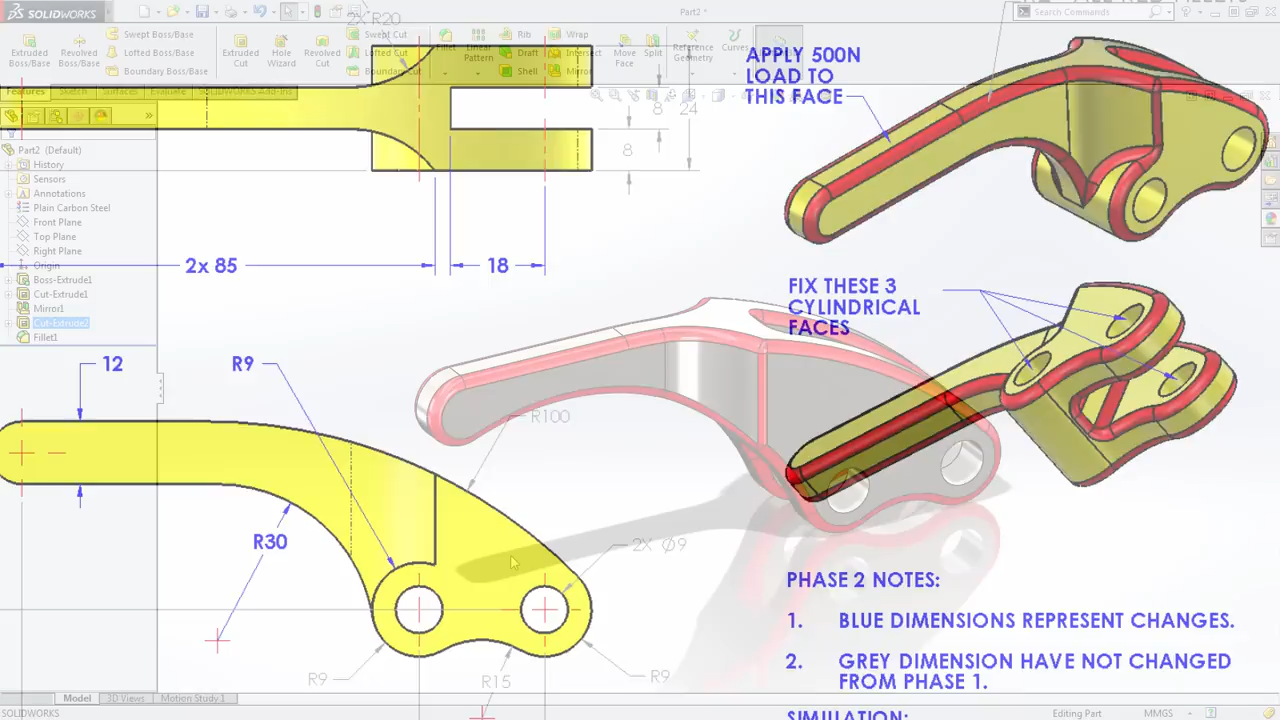 SOLIDWORKS
Part2 *
Search Commands
Extruded Boss/Base
Revolved Boss/Base
Swept Boss/Base
Lofted Boss/Base
Boundary Boss/Base
Extruded Cut
Hole Wizard
Revolved Cut
Swept Cut
Lofted Cut
Boundary Cut
Fillet
Linear Pattern
Rib
Draft
Shell
Wrap
Intersect
Mirror
Move Face
Split
Reference Geometry
Curves
2X R20
Features
Sketch
Surfaces
Evaluate
SOLIDWORKS Add-Ins
Part2 (Default)
History
Sensors
Annotations
Plain Carbon Steel
Front Plane
Top Plane
Right Plane
Origin
Boss-Extrude1
Cut-Extrude1
Mirror1
Cut-Extrude2
Fillet1
8
24
8
2x 85
18
12
R9
R100
R30
2X Ø9
R9
R15
R9
APPLY 500N
LOAD TO
THIS FACE
FIX THESE 3
CYLINDRICAL
FACES
PHASE 2 NOTES:
1. BLUE DIMENSIONS REPRESENT CHANGES.
2. GREY DIMENSION HAVE NOT CHANGED
FROM PHASE 1.
SIMULATION:
Model
3D Views
Motion Study 1
SOLIDWORKS
Editing Part
MMGS